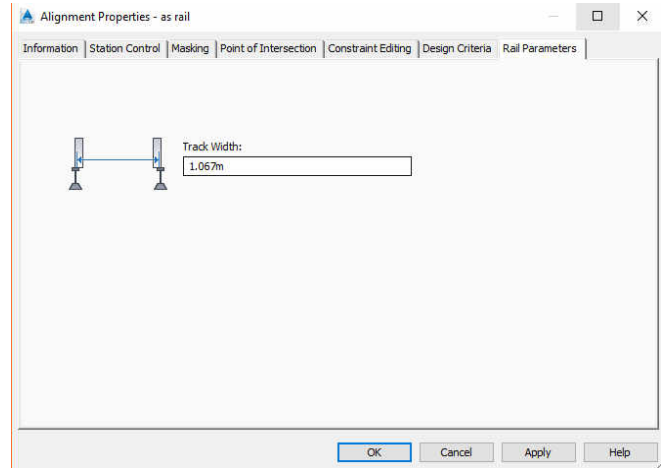 Alignment Properties - as rail
Information Station Control Masking Point of Intersection Constraint Editing Design Criteria Rail Parameters
Track Width:
1.067m
OK Cancel Apply Help